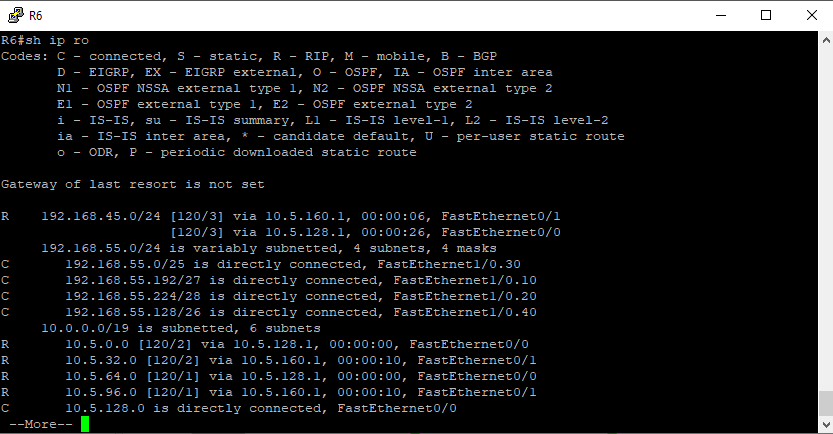 R6
R6#sh ip ro
Codes: C - connected, S - static, R - RIP, M - mobile, B - BGP
       D - EIGRP, EX - EIGRP external, O - OSPF, IA - OSPF inter area
       N1 - OSPF NSSA external type 1, N2 - OSPF NSSA external type 2
       E1 - OSPF external type 1, E2 - OSPF external type 2
       i - IS-IS, su - IS-IS summary, L1 - IS-IS level-1, L2 - IS-IS level-2
       ia - IS-IS inter area, * - candidate default, U - per-user static route
       o - ODR, P - periodic downloaded static route
Gateway of last resort is not set
R    192.168.45.0/24 [120/3] via 10.5.160.1, 00:00:06, FastEthernet0/1
                     [120/3] via 10.5.128.1, 00:00:26, FastEthernet0/0
     192.168.55.0/24 is variably subnetted, 4 subnets, 4 masks
C       192.168.55.0/25 is directly connected, FastEthernet1/0.30
C       192.168.55.192/27 is directly connected, FastEthernet1/0.10
C       192.168.55.224/28 is directly connected, FastEthernet1/0.20
C       192.168.55.128/26 is directly connected, FastEthernet1/0.40
     10.0.0.0/19 is subnetted, 6 subnets
R       10.5.0.0 [120/2] via 10.5.128.1, 00:00:00, FastEthernet0/0
R       10.5.32.0 [120/2] via 10.5.160.1, 00:00:10, FastEthernet0/1
R       10.5.64.0 [120/1] via 10.5.128.1, 00:00:00, FastEthernet0/0
R       10.5.96.0 [120/1] via 10.5.160.1, 00:00:10, FastEthernet0/1
C       10.5.128.0 is directly connected, FastEthernet0/0
 --More--